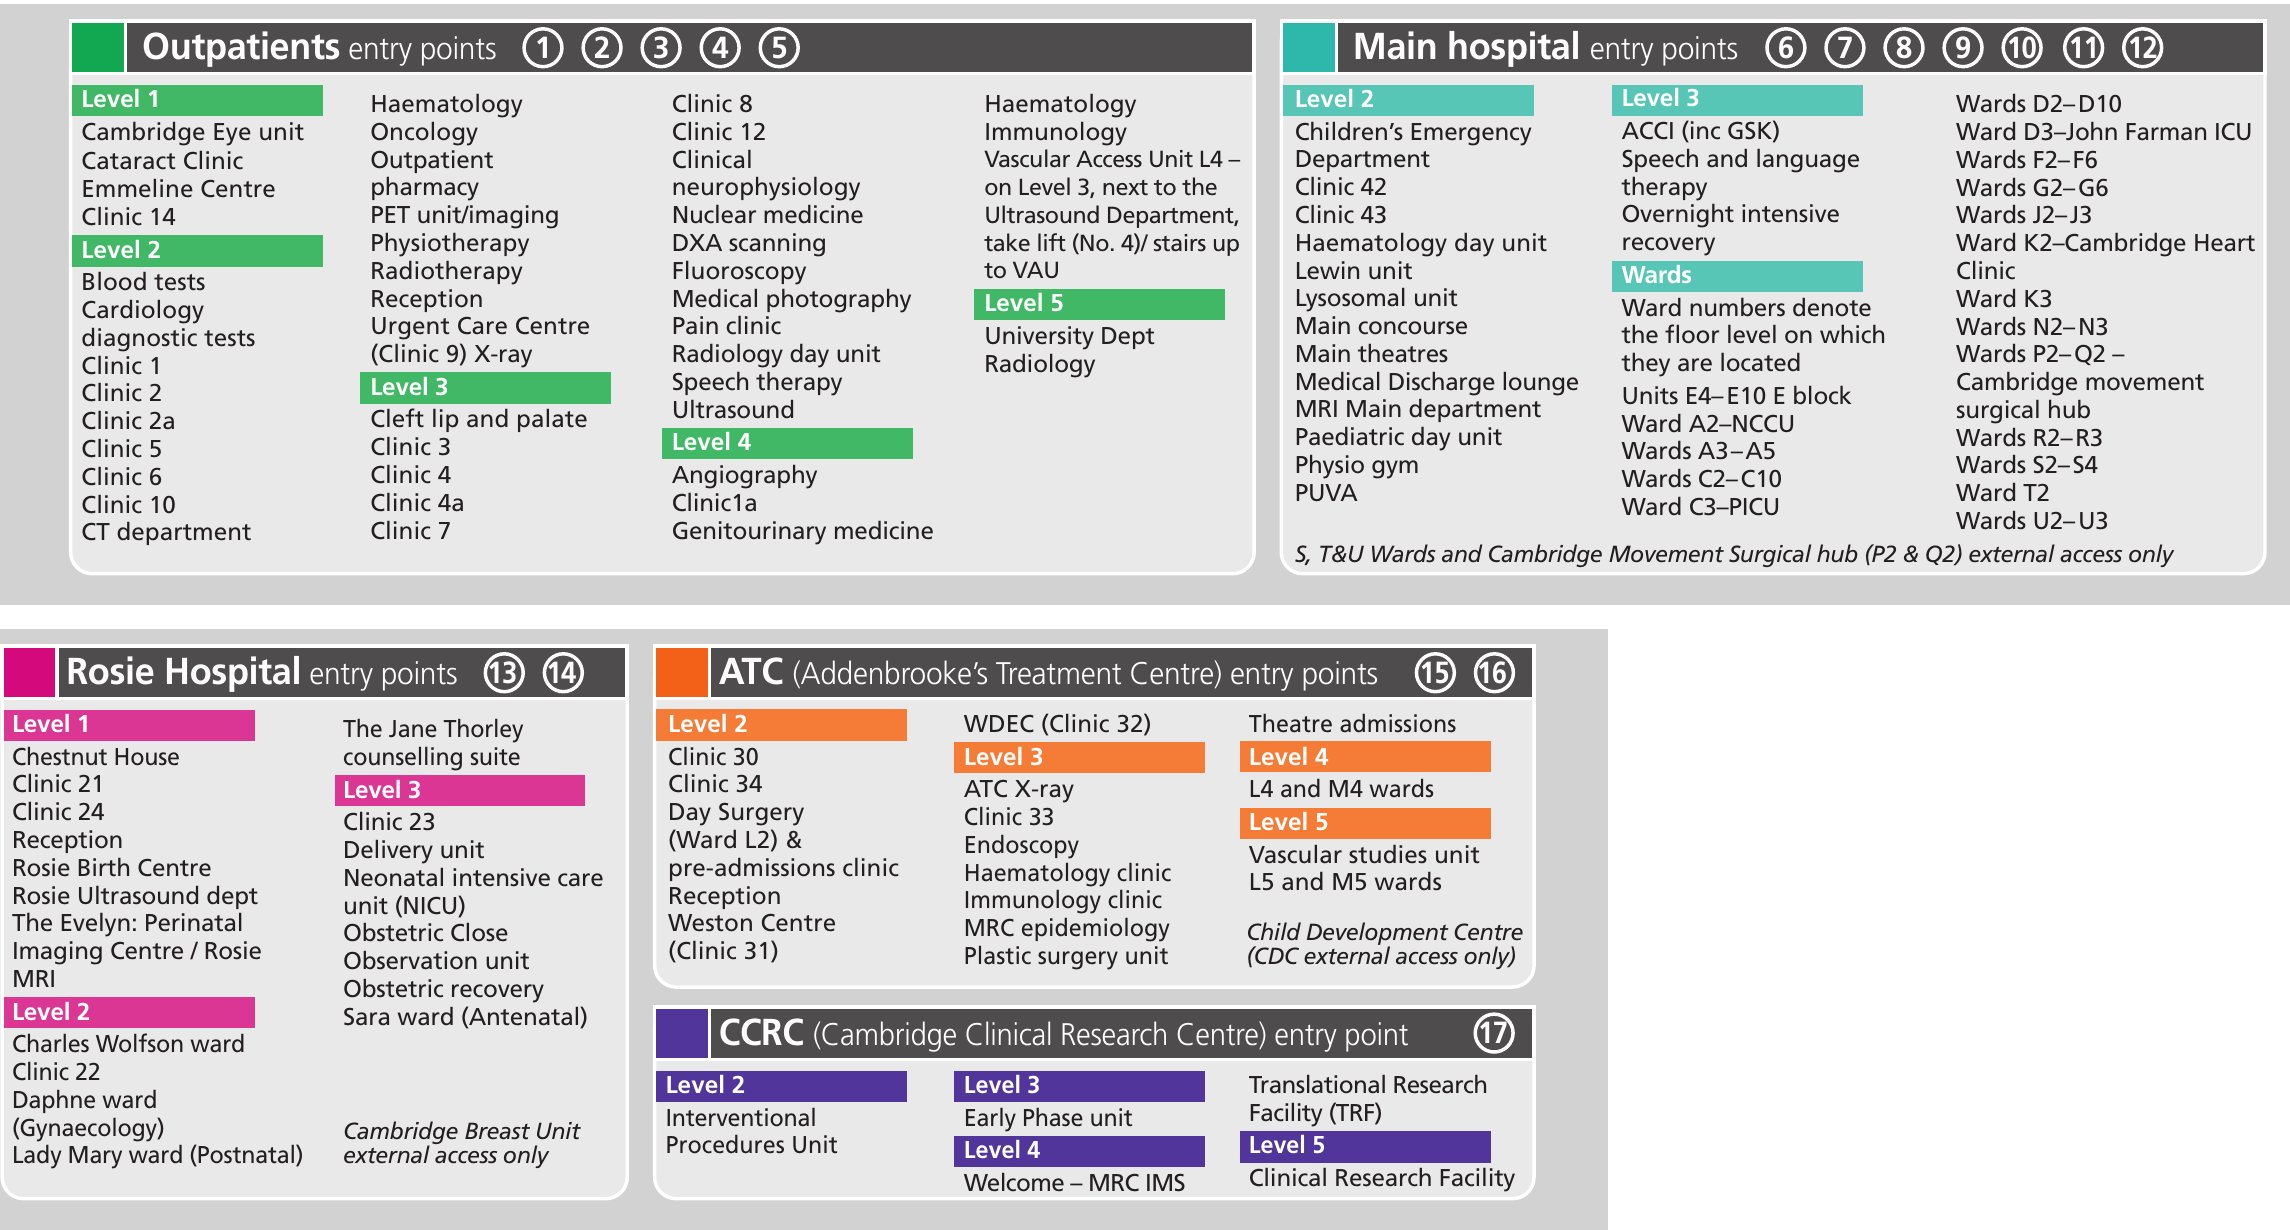 Outpatients entry points 1 2 3 4 5
Level 1
Cambridge Eye unit
Cataract Clinic
Emmeline Centre
Clinic 14
Level 2
Blood tests
Cardiology
diagnostic tests
Clinic 1
Clinic 2
Clinic 2a
Clinic 5
Clinic 6
Clinic 10
CT department
Haematology
Oncology
Outpatient
pharmacy
PET unit/imaging
Physiotherapy
Radiotherapy
Reception
Urgent Care Centre
(Clinic 9) X-ray
Level 3
Cleft lip and palate
Clinic 3
Clinic 4
Clinic 4a
Clinic 7
Clinic 8
Clinic 12
Clinical
neurophysiology
Nuclear medicine
DXA scanning
Fluoroscopy
Medical photography
Pain clinic
Radiology day unit
Speech therapy
Ultrasound
Level 4
Angiography
Clinic1a
Genitourinary medicine
Haematology
Immunology
Vascular Access Unit L4 –
on Level 3, next to the
Ultrasound Department,
take lift (No. 4)/ stairs up
to VAU
Level 5
University Dept
Radiology
Main hospital entry points 6 7 8 9 10 11 12
Level 2
Children's Emergency
Department
Clinic 42
Clinic 43
Haematology day unit
Lewin unit
Lysosomal unit
Main concourse
Main theatres
Medical Discharge lounge
MRI Main department
Paediatric day unit
Physio gym
PUVA
Level 3
ACCI (inc GSK)
Speech and language
therapy
Overnight intensive
recovery
Wards
Ward numbers denote
the floor level on which
they are located
Units E4–E10 E block
Ward A2–NCCU
Wards A3–A5
Wards C2–C10
Ward C3–PICU
Wards D2–D10
Ward D3–John Farman ICU
Wards F2–F6
Wards G2–G6
Wards J2–J3
Ward K2–Cambridge Heart
Clinic
Ward K3
Wards N2–N3
Wards P2–Q2 –
Cambridge movement
surgical hub
Wards R2–R3
Wards S2–S4
Ward T2
Wards U2–U3
S, T&U Wards and Cambridge Movement Surgical hub (P2 & Q2) external access only
Rosie Hospital entry points 13 14
Level 1
Chestnut House
Clinic 21
Clinic 24
Reception
Rosie Birth Centre
Rosie Ultrasound dept
The Evelyn: Perinatal
Imaging Centre / Rosie
MRI
Level 2
Charles Wolfson ward
Clinic 22
Daphne ward
(Gynaecology)
Lady Mary ward (Postnatal)
The Jane Thorley
counselling suite
Level 3
Clinic 23
Delivery unit
Neonatal intensive care
unit (NICU)
Obstetric Close
Observation unit
Obstetric recovery
Sara ward (Antenatal)
Cambridge Breast Unit
external access only
ATC (Addenbrooke's Treatment Centre) entry points 15 16
Level 2
Clinic 30
Clinic 34
Day Surgery
(Ward L2) &
pre-admissions clinic
Reception
Weston Centre
(Clinic 31)
WDEC (Clinic 32)
Level 3
ATC X-ray
Clinic 33
Endoscopy
Haematology clinic
Immunology clinic
MRC epidemiology
Plastic surgery unit
Theatre admissions
Level 4
L4 and M4 wards
Level 5
Vascular studies unit
L5 and M5 wards
Child Development Centre
(CDC external access only)
CCRC (Cambridge Clinical Research Centre) entry point 17
Level 2
Interventional
Procedures Unit
Level 3
Early Phase unit
Level 4
Welcome – MRC IMS
Translational Research
Facility (TRF)
Level 5
Clinical Research Facility